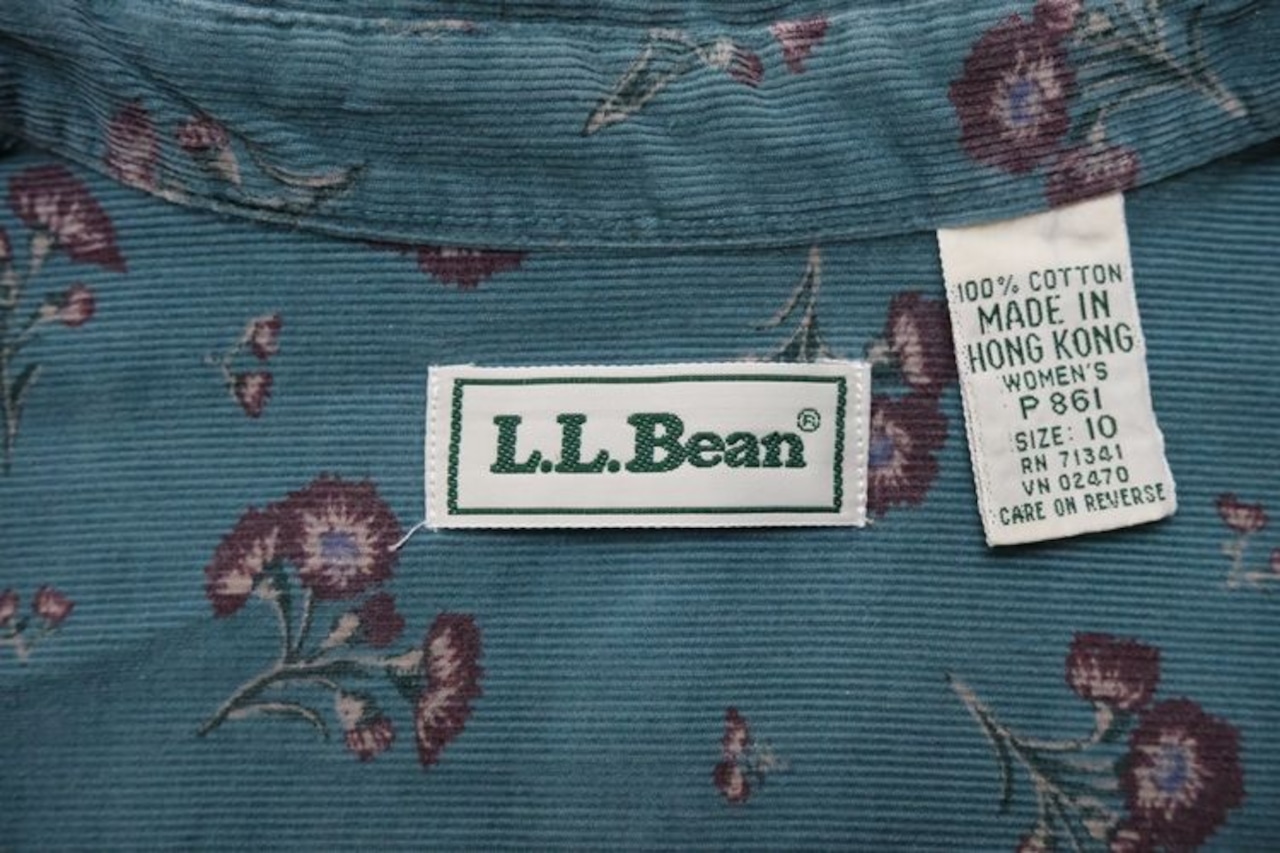 L.L.Bean®
100% COTTON
MADE IN
HONG KONG
WOMEN'S
P 861
SIZE: 10
RN 71341
VN 02470
CARE ON REVERSE